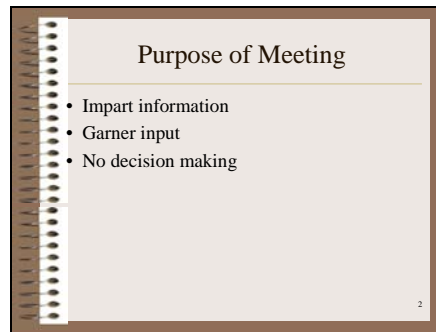 Purpose of Meeting
• Impart information
• Garner input
• No decision making
2